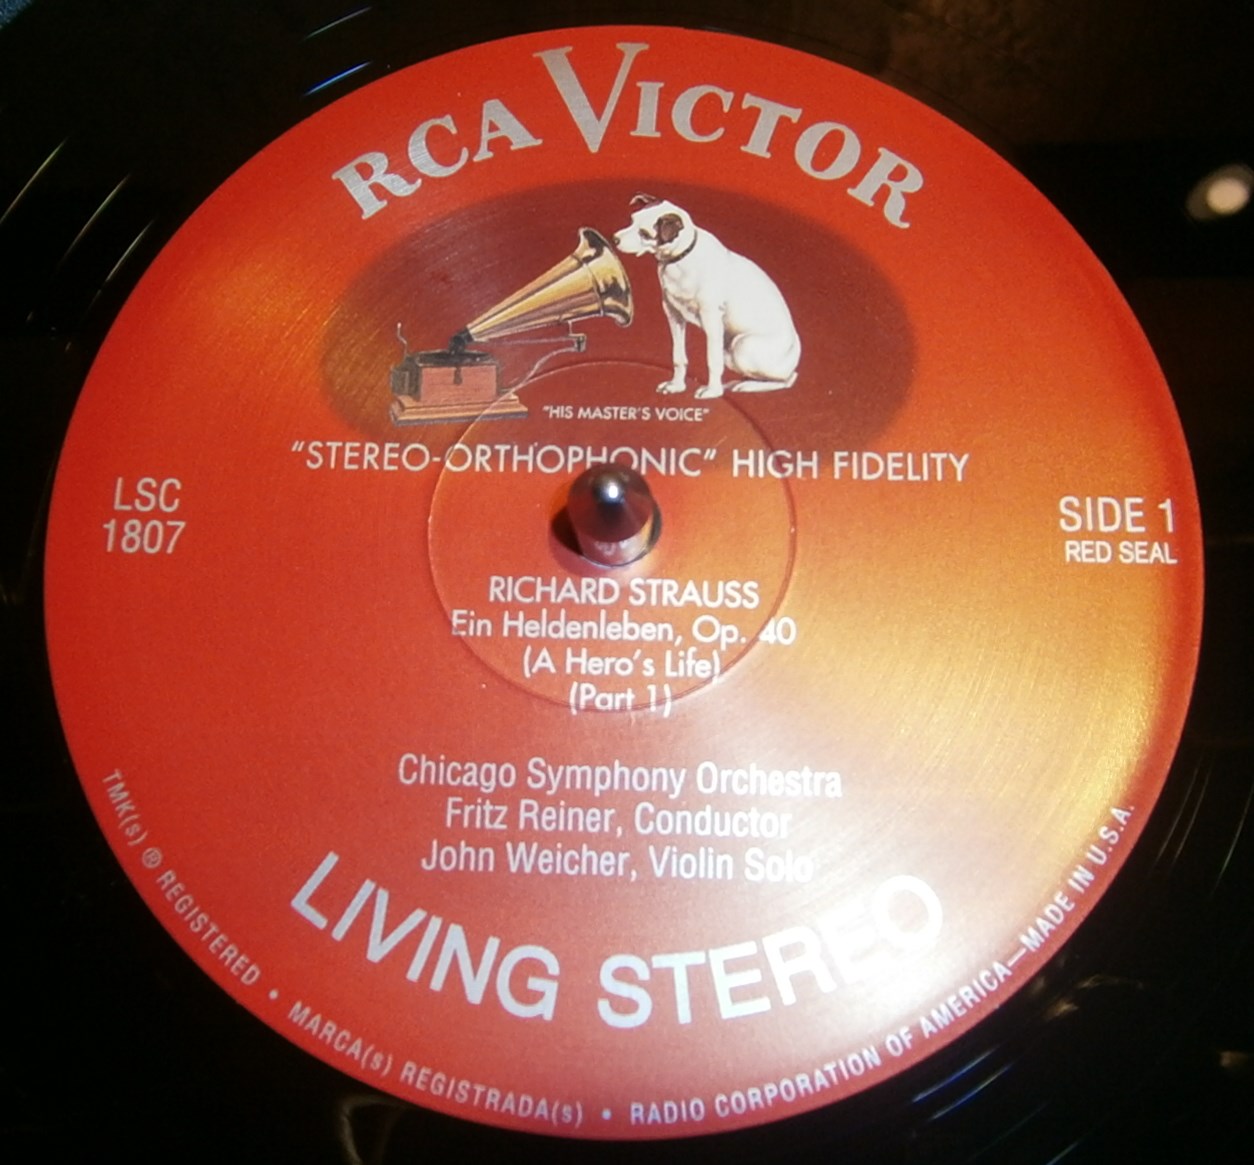 RCA VICTOR
"HIS MASTER'S VOICE"
"STEREO-ORTHOPHONIC" HIGH FIDELITY
LSC
1807
SIDE 1
RED SEAL
RICHARD STRAUSS
Ein Heldenleben, Op. 40
(A Hero's Life)
(Part 1)
Chicago Symphony Orchestra
Fritz Reiner, Conductor
John Weicher, Violin Solo
LIVING STEREO
TMK(s) ® REGISTERED • MARCA(s) REGISTRADA(s) • RADIO CORPORATION OF AMERICA—MADE IN U.S.A.